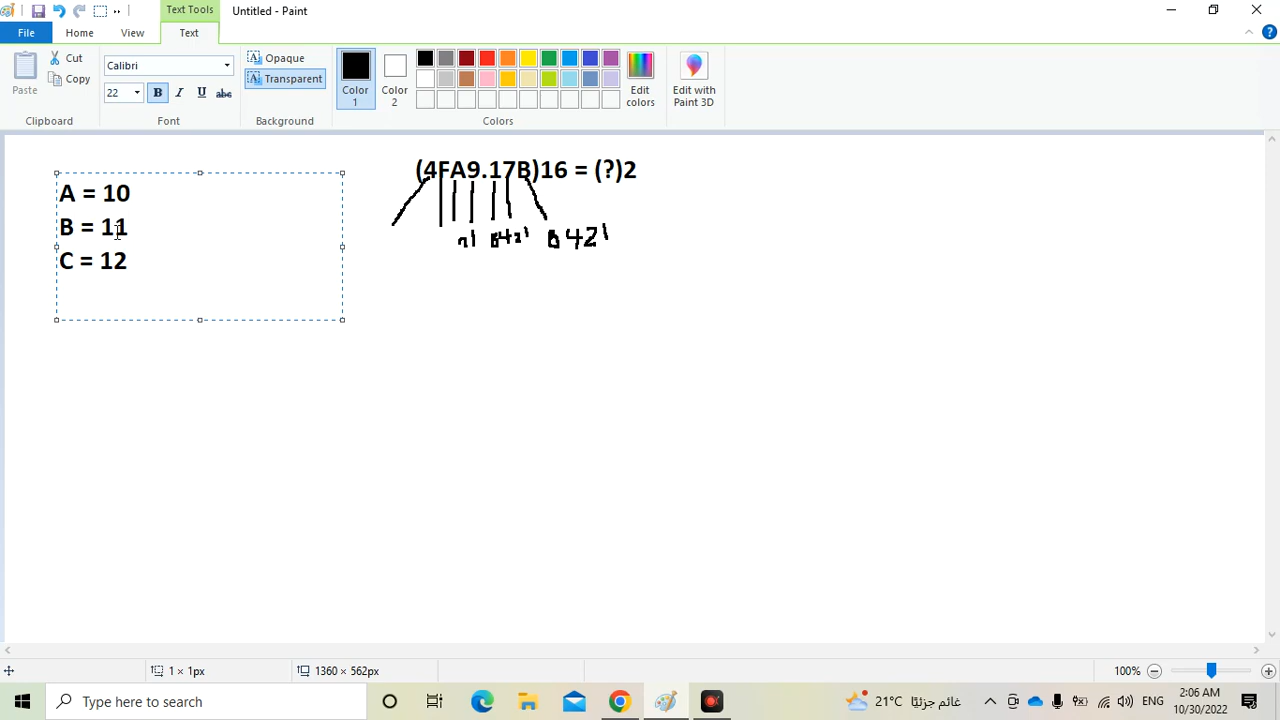 Text Tools
Untitled - Paint
File
Home
View
Text
Paste
Cut
Copy
Clipboard
Calibri
22
B
I
U
abc
Font
Opaque
Transparent
Background
Color 1
Color 2
Edit colors
Edit with Paint 3D
Colors
(4FA9.17B)16 = (?)2
A = 10
B = 11
C = 12
8421 8421
1 × 1px
1360 × 562px
100%
Type here to search
21°C
غائم جزئيًا
ENG
2:06 AM
10/30/2022